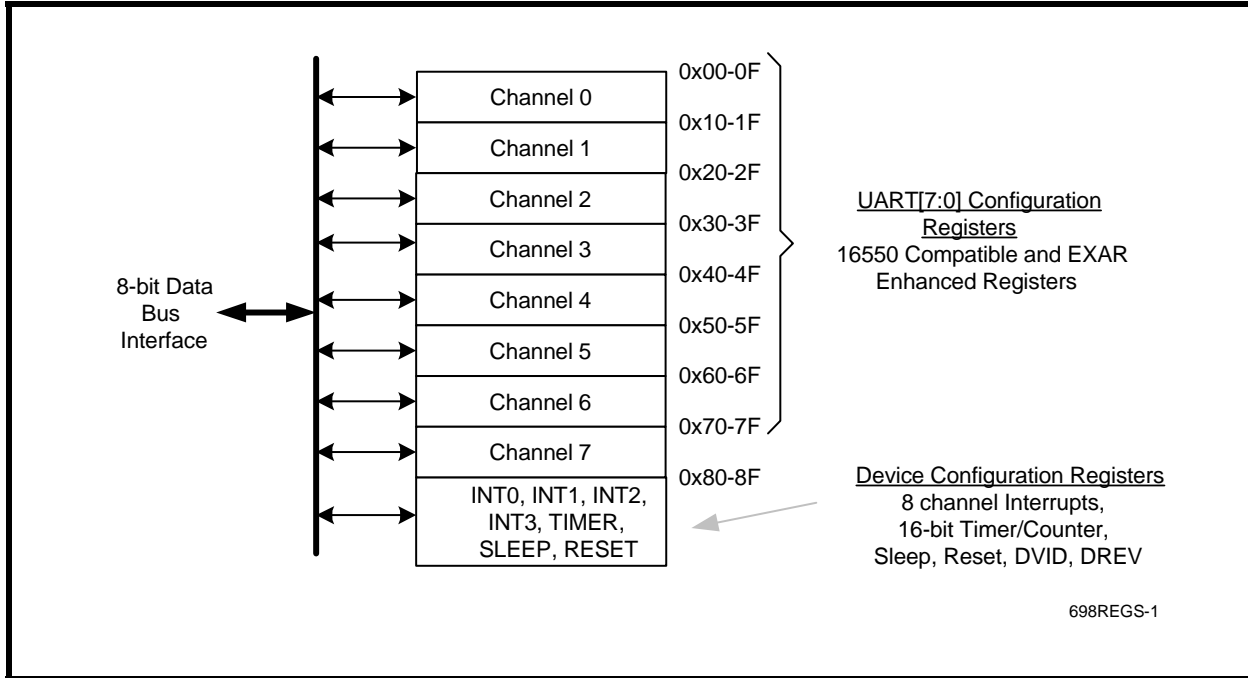 8-bit Data
Bus
Interface
0x00-0F
Channel 0
0x10-1F
Channel 1
0x20-2F
Channel 2
0x30-3F
Channel 3
0x40-4F
Channel 4
0x50-5F
Channel 5
0x60-6F
Channel 6
0x70-7F
Channel 7
0x80-8F
INT0, INT1, INT2,
INT3, TIMER,
SLEEP, RESET
UART[7:0] Configuration
Registers
16550 Compatible and EXAR
Enhanced Registers
Device Configuration Registers
8 channel Interrupts,
16-bit Timer/Counter,
Sleep, Reset, DVID, DREV
698REGS-1